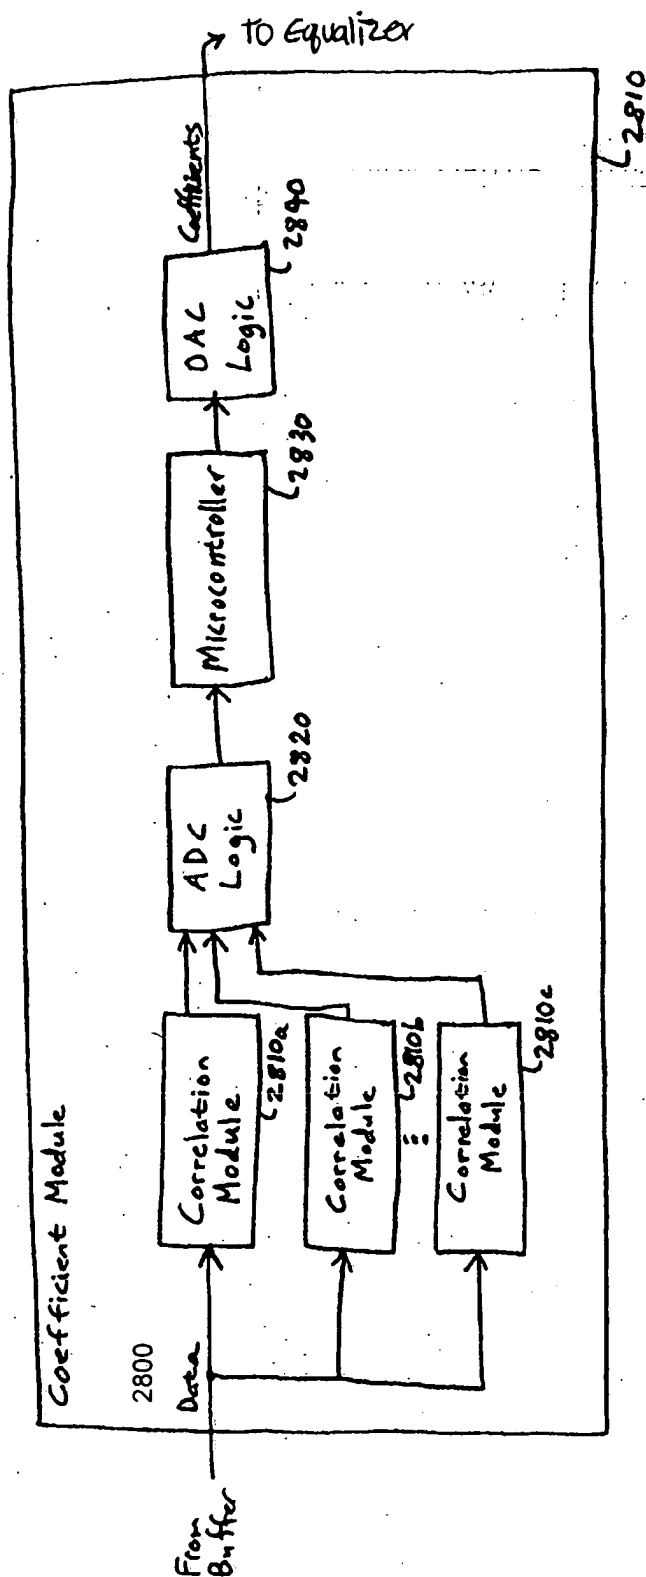 Coefficient Module
From
Buffer
2800
Data
Correlation
Module
2810a
Correlation
Module
2810b
Correlation
Module
2810c
ADC
Logic
2820
Microcontroller
2830
DAC
Logic
2840
Coefficients
To Equalizer
2810